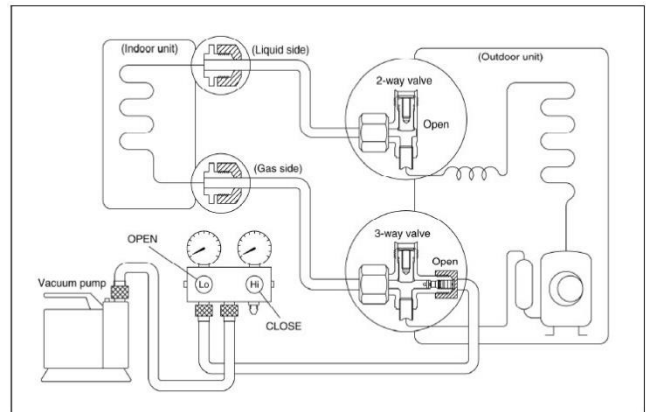 (Indoor unit)
(Liquid side)
2-way valve
(Outdoor unit)
Open
(Gas side)
3-way valve
Open
OPEN
Vacuum pump
Lo
Hi
CLOSE